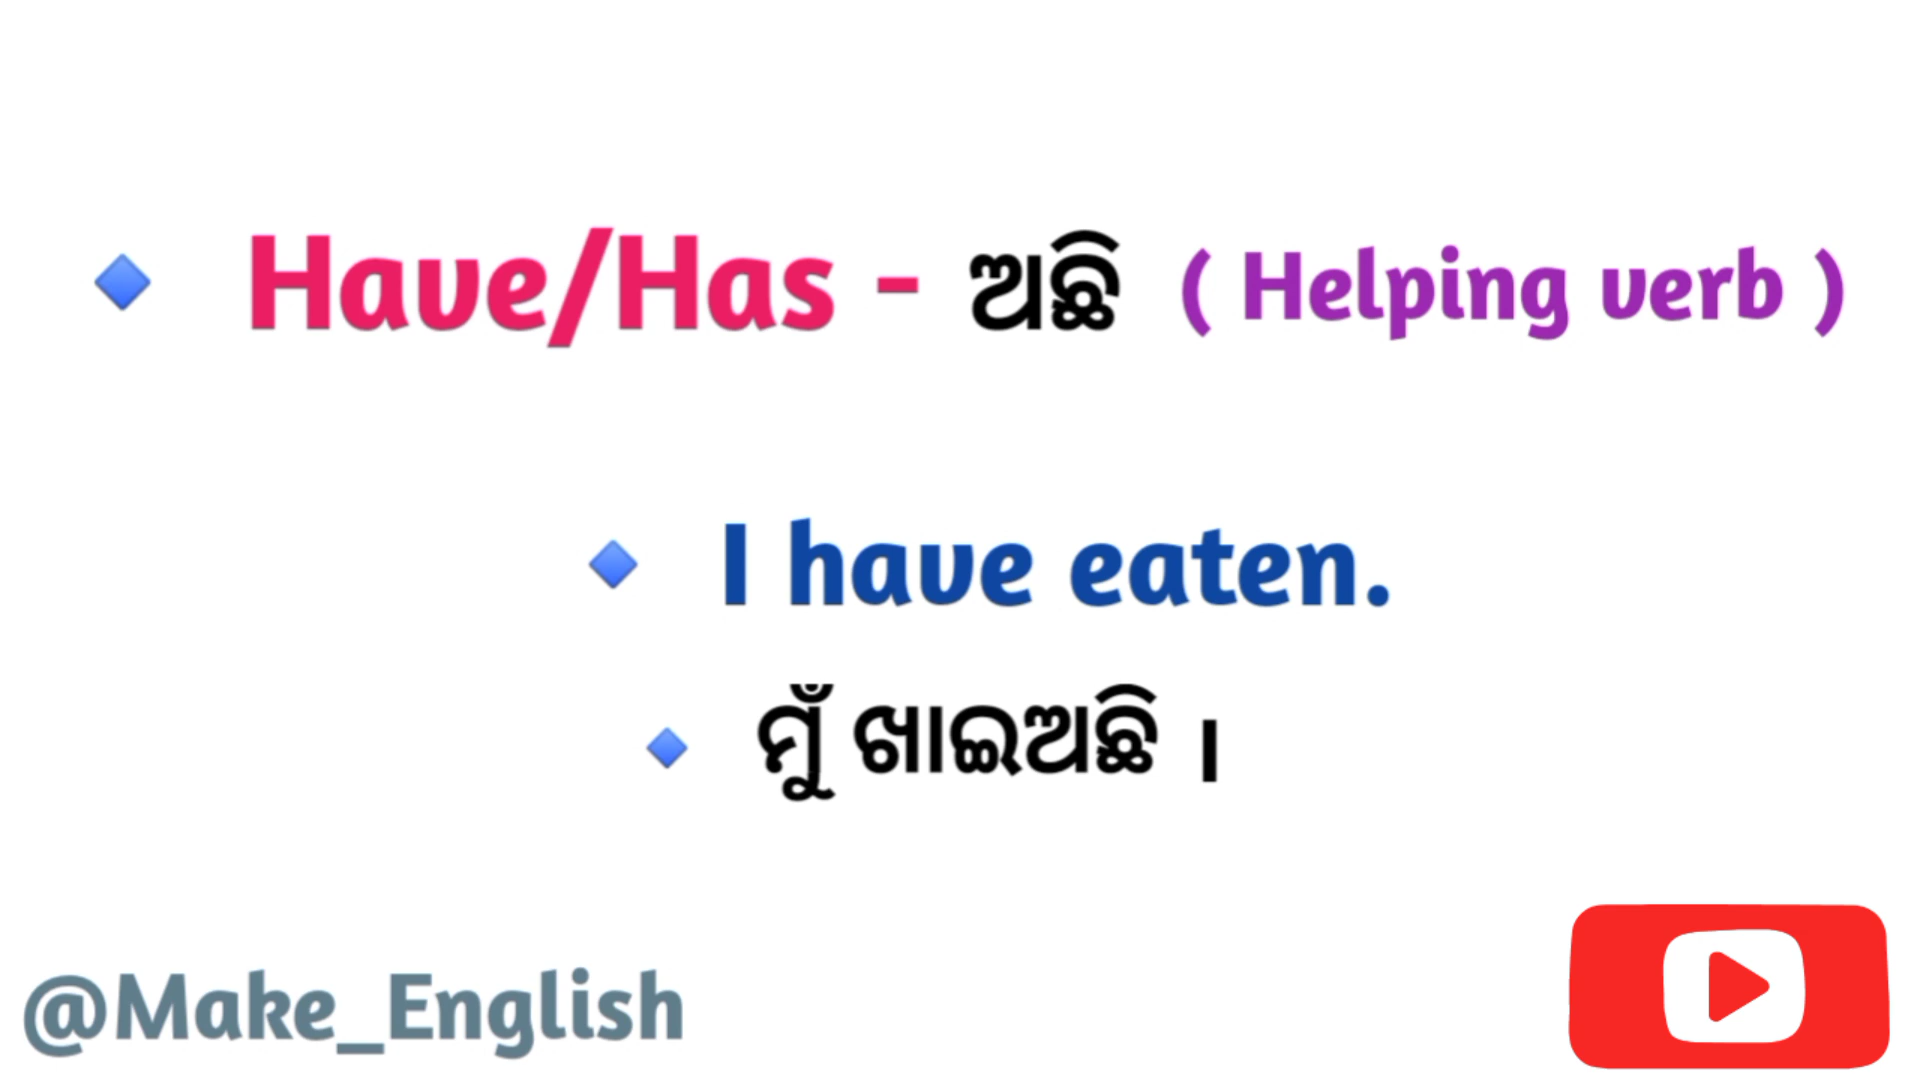 🔹 Have/Has - ଅଛି ( Helping verb )
🔹 I have eaten.
🔹 ମୁଁ ଖାଇଅଛି ।
@Make_English